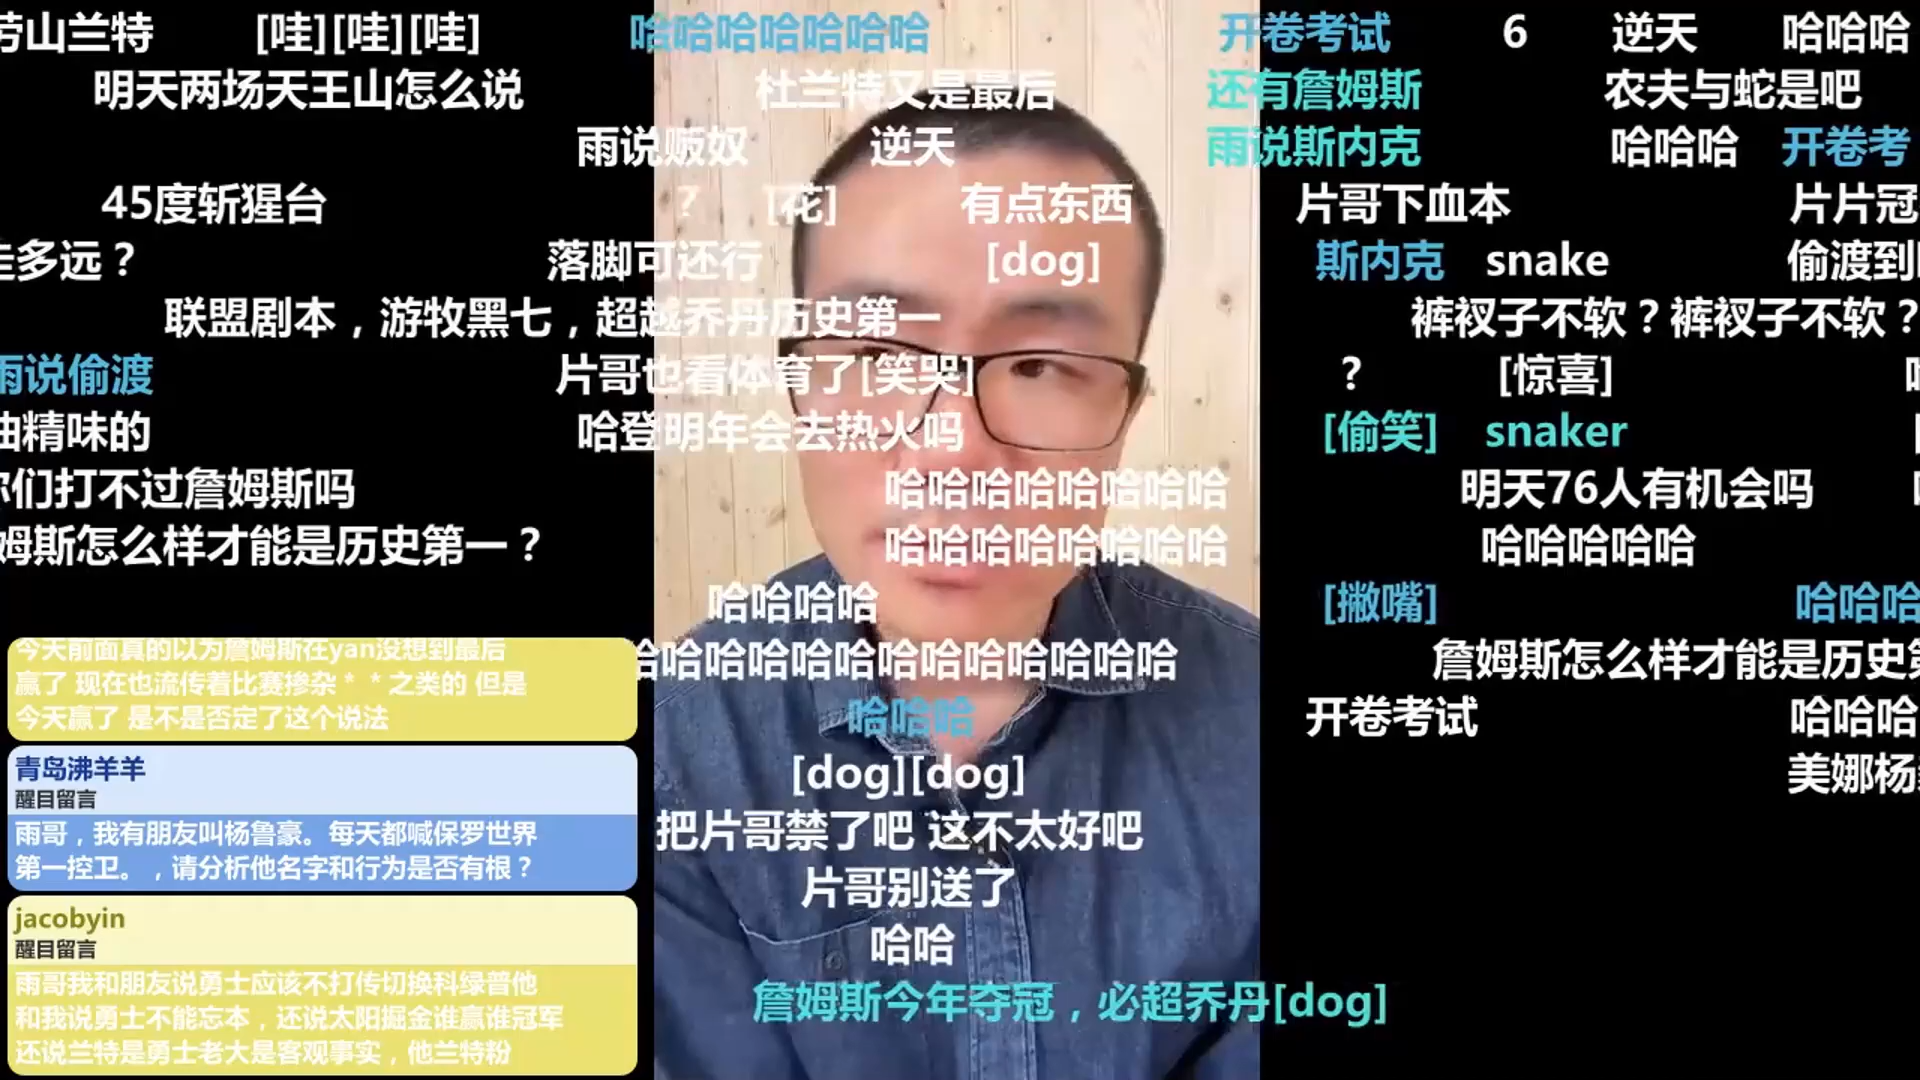 劳山兰特 [哇][哇][哇] 哈哈哈哈哈哈哈 开卷考试 6 逆天 哈哈哈
明天两场天王山怎么说 杜兰特又是最后 还有詹姆斯 农夫与蛇是吧
雨说贩奴 逆天 雨说斯内克 哈哈哈 开卷考
45度斩猩台 ? [花] 有点东西 片哥下血本 片片冠
走多远？ 落脚可还行 [dog] 斯内克 snake 偷渡到
联盟剧本，游牧黑七，超越乔丹历史第一 裤衩子不软？裤衩子不软？
雨说偷渡 片哥也看体育了[笑哭] ? [惊喜]
油精味的 哈登明年会去热火吗 [偷笑] snaker
你们打不过詹姆斯吗 哈哈哈哈哈哈哈哈 明天76人有机会吗
姆斯怎么样才能是历史第一？ 哈哈哈哈哈哈哈哈 哈哈哈哈哈
哈哈哈哈 [撇嘴] 哈哈哈
哈哈哈哈哈哈哈哈哈哈哈哈哈 詹姆斯怎么样才能是历史第
哈哈哈 开卷考试 哈哈哈
[dog][dog] 美娜杨
把片哥禁了吧 这不太好吧
片哥别送了
哈哈
詹姆斯今年夺冠，必超乔丹[dog]
今天前面真的以为詹姆斯在yan没想到最后
赢了 现在也流传着比赛掺杂＊ ＊之类的 但是
今天赢了 是不是否定了这个说法
青岛沸羊羊
醒目留言
雨哥，我有朋友叫杨鲁豪。每天都喊保罗世界
第一控卫。，请分析他名字和行为是否有根？
jacobyin
醒目留言
雨哥我和朋友说勇士应该不打传切换科绿普他
和我说勇士不能忘本，还说太阳掘金谁赢谁冠军
还说兰特是勇士老大是客观事实，他兰特粉